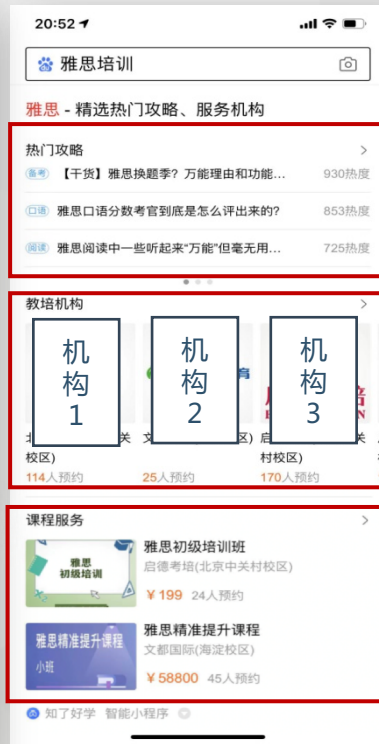 20:52
雅思培训
雅思 - 精选热门攻略、服务机构
热门攻略 >
备考 【干货】雅思换题季？万能理由和功能... 930热度
口语 雅思口语分数考官到底是怎么评出来的? 853热度
阅读 雅思阅读中一些听起来“万能”但毫无用... 725热度
教培机构 >
机构1 机构2 机构3
校区) 村校区)
114人预约 25人预约 170人预约
课程服务 >
雅思初级培训
雅思初级培训班
启德考培(北京中关村校区)
￥199 24人预约
雅思精准提升课程
小班
雅思精准提升课程
文都国际(海淀校区)
￥58800 45人预约
知了好学 智能小程序